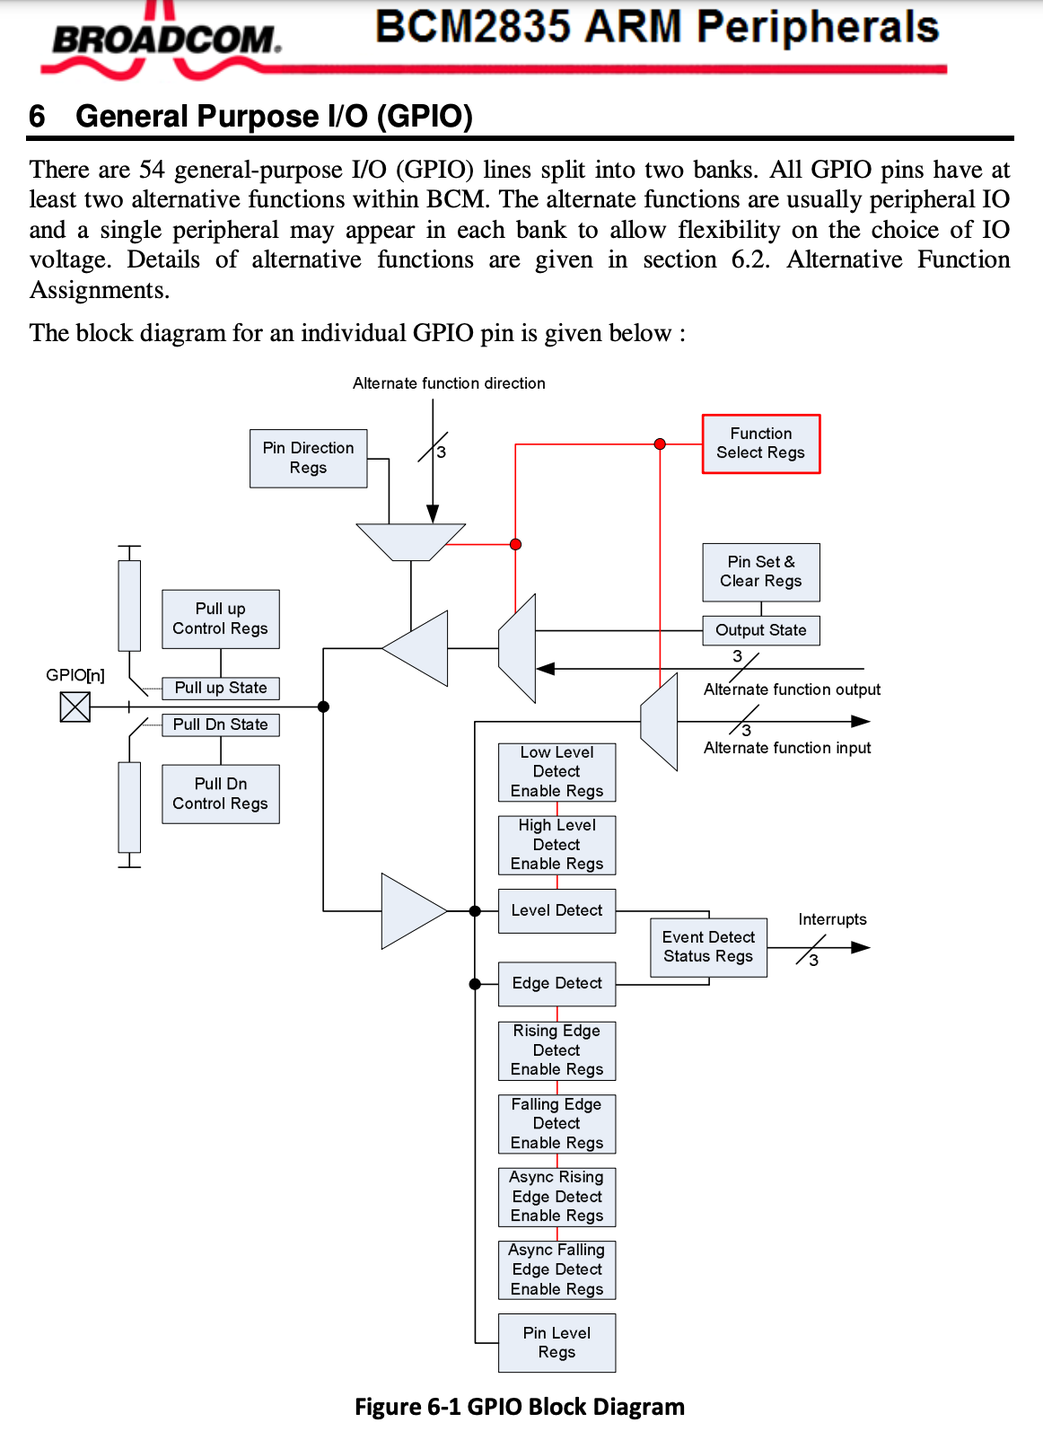 BROADCOM.
BCM2835 ARM Peripherals
6 General Purpose I/O (GPIO)
There are 54 general-purpose I/O (GPIO) lines split into two banks. All GPIO pins have at
least two alternative functions within BCM. The alternate functions are usually peripheral IO
and a single peripheral may appear in each bank to allow flexibility on the choice of IO
voltage. Details of alternative functions are given in section 6.2. Alternative Function
Assignments.
The block diagram for an individual GPIO pin is given below :
Alternate function direction
3
Pin Direction
Regs
Function
Select Regs
Pin Set &
Clear Regs
Output State
3
Alternate function output
3
Alternate function input
Pull up
Control Regs
Pull up State
GPIO[n]
Pull Dn State
Pull Dn
Control Regs
Low Level
Detect
Enable Regs
High Level
Detect
Enable Regs
Level Detect
Event Detect
Status Regs
Interrupts
3
Edge Detect
Rising Edge
Detect
Enable Regs
Falling Edge
Detect
Enable Regs
Async Rising
Edge Detect
Enable Regs
Async Falling
Edge Detect
Enable Regs
Pin Level
Regs
Figure 6-1 GPIO Block Diagram